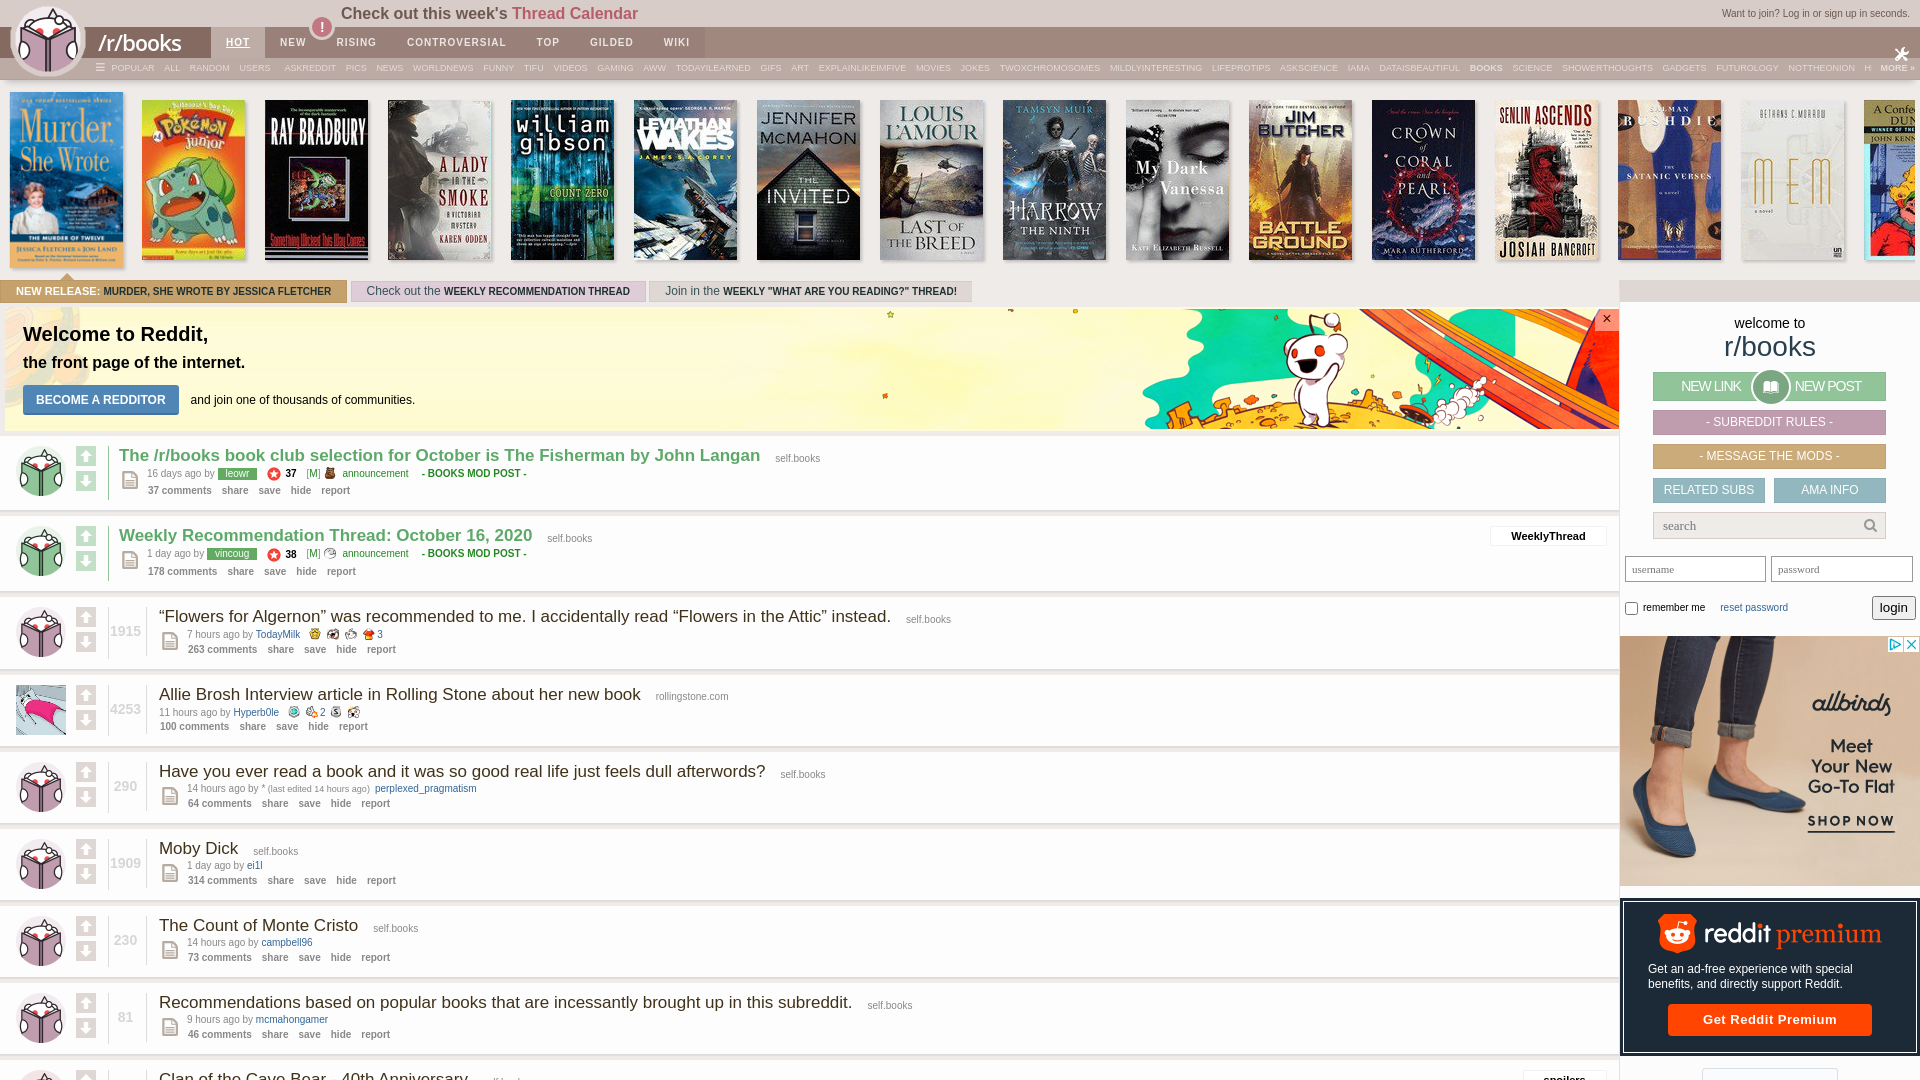 Check out this week's Thread Calendar
Want to join? Log in or sign up in seconds.
/r/books
HOT NEW RISING CONTROVERSIAL TOP GILDED WIKI
!
POPULAR ALL RANDOM USERS ASKREDDIT PICS NEWS WORLDNEWS FUNNY TIFU VIDEOS GAMING AWW TODAYILEARNED GIFS ART EXPLAINLIKEIMFIVE MOVIES JOKES TWOXCHROMOSOMES MILDLYINTERESTING LIFEPROTIPS ASKSCIENCE IAMA DATAISBEAUTIFUL BOOKS SCIENCE SHOWERTHOUGHTS GADGETS FUTUROLOGY NOTTHEONION H MORE »
Murder, She Wrote
THE MURDER OF TWELVE
JESSICA FLETCHER & JON LAND
Pokémon junior
RAY BRADBURY
Something Wicked This Way Comes
A LADY IN THE SMOKE
A VICTORIAN MYSTERY
KAREN ODDEN
william gibson
COUNT ZERO
LEVIATHAN WAKES
JAMES S.A. COREY
JENNIFER McMAHON
THE INVITED
LOUIS L'AMOUR
LAST OF THE BREED
TAMSYN MUIR
HARROW THE NINTH
My Dark Vanessa
KATE ELIZABETH RUSSELL
JIM BUTCHER
BATTLE GROUND
CROWN of CORAL and PEARL
MARA RUTHERFORD
SENLIN ASCENDS
JOSIAH BANCROFT
SALMAN RUSHDIE
THE SATANIC VERSES
a novel
BETHANY C. MORROW
MEM
a novel
NEW RELEASE: MURDER, SHE WROTE BY JESSICA FLETCHER
Check out the WEEKLY RECOMMENDATION THREAD
Join in the WEEKLY "WHAT ARE YOU READING?" THREAD!
Welcome to Reddit,
the front page of the internet.
BECOME A REDDITOR and join one of thousands of communities.
×
The /r/books book club selection for October is The Fisherman by John Langan self.books
16 days ago by leowr 37 [M] announcement - BOOKS MOD POST -
37 comments share save hide report
Weekly Recommendation Thread: October 16, 2020 self.books
WeeklyThread
1 day ago by vincoug 38 [M] announcement - BOOKS MOD POST -
178 comments share save hide report
1915
“Flowers for Algernon” was recommended to me. I accidentally read “Flowers in the Attic” instead. self.books
7 hours ago by TodayMilk 3
263 comments share save hide report
4253
Allie Brosh Interview article in Rolling Stone about her new book rollingstone.com
11 hours ago by Hyperb0le 2
100 comments share save hide report
290
Have you ever read a book and it was so good real life just feels dull afterwords? self.books
14 hours ago by * (last edited 14 hours ago) perplexed_pragmatism
64 comments share save hide report
1909
Moby Dick self.books
1 day ago by ei1l
314 comments share save hide report
230
The Count of Monte Cristo self.books
14 hours ago by campbell96
73 comments share save hide report
81
Recommendations based on popular books that are incessantly brought up in this subreddit. self.books
9 hours ago by mcmahongamer
46 comments share save hide report
Clan of the Cave Bear - 40th Anniversary
spoilers
welcome to
r/books
NEW LINK NEW POST
- SUBREDDIT RULES -
- MESSAGE THE MODS -
RELATED SUBS AMA INFO
search
username password
remember me reset password login
allbirds
Meet
Your New
Go-To Flat
SHOP NOW
reddit premium
Get an ad-free experience with special
benefits, and directly support Reddit.
Get Reddit Premium